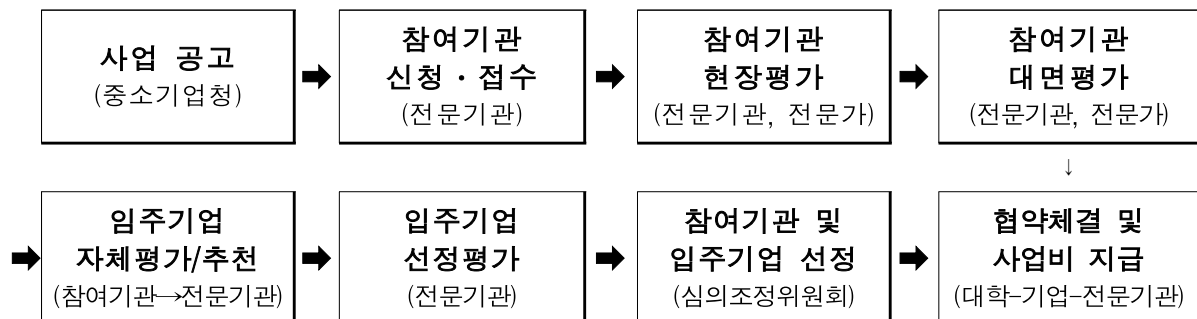 사업 공고
(중소기업청)
참여기관
신청·접수
(전문기관)
참여기관
현장평가
(전문기관, 전문가)
참여기관
대면평가
(전문기관, 전문가)
임주기업
자체평가/추천
(참여기관→전문기관)
입주기업
선정평가
(전문기관)
참여기관 및
입주기업 선정
(심의조정위원회)
협약체결 및
사업비 지급
(대학-기업-전문기관)